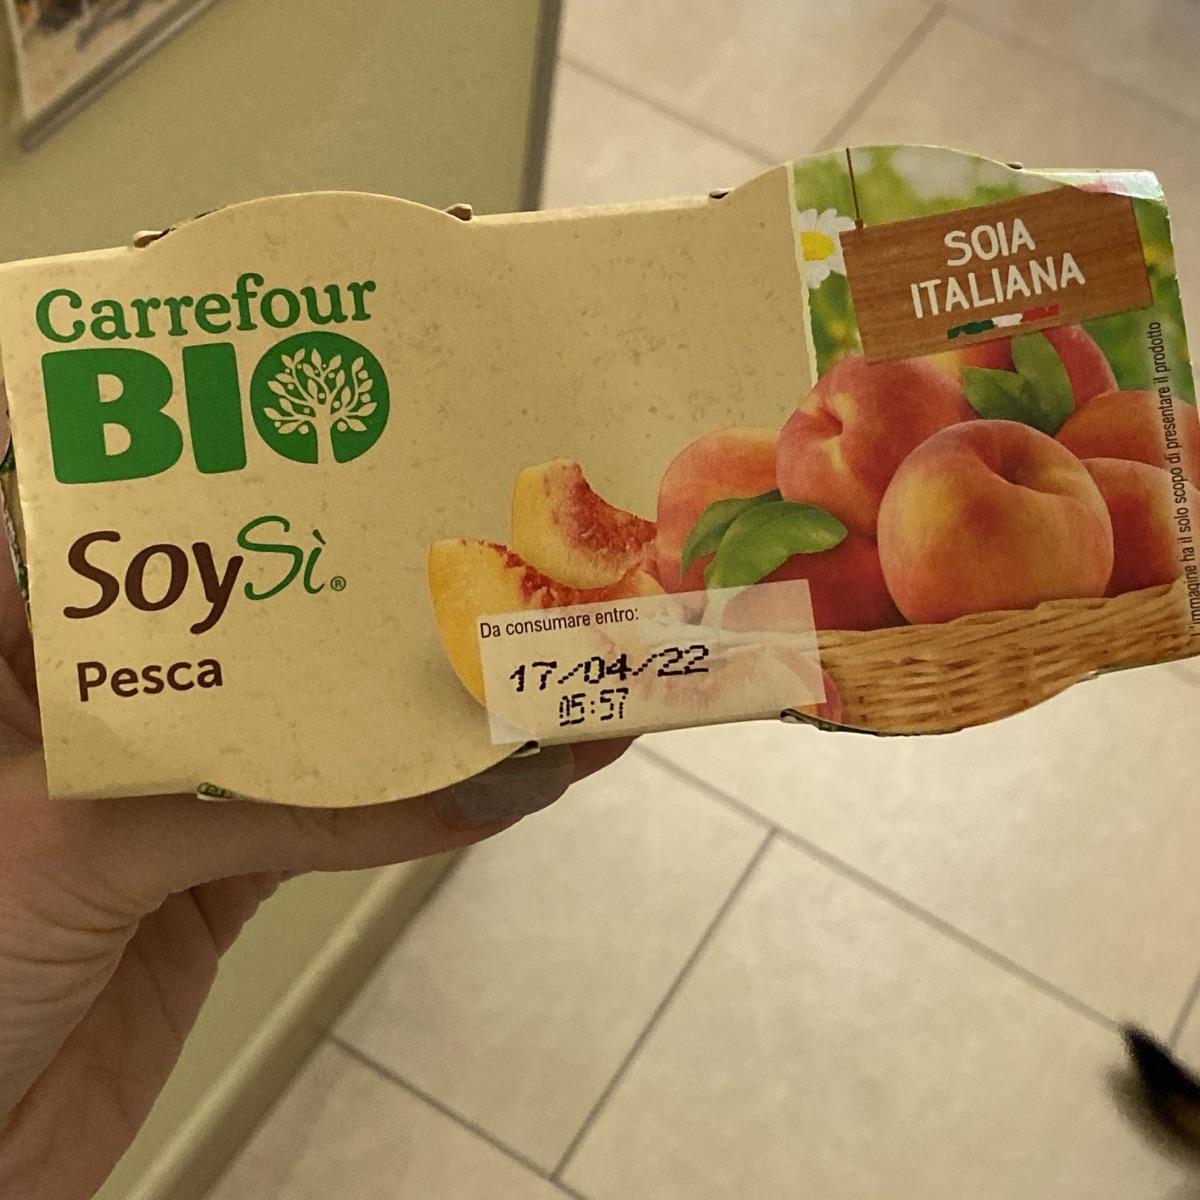 Carrefour
BIO
SoySì®
Pesca
SOIA
ITALIANA
Da consumare entro:
17/04/22
05:57
L'immagine ha il solo scopo di presentare il prodotto